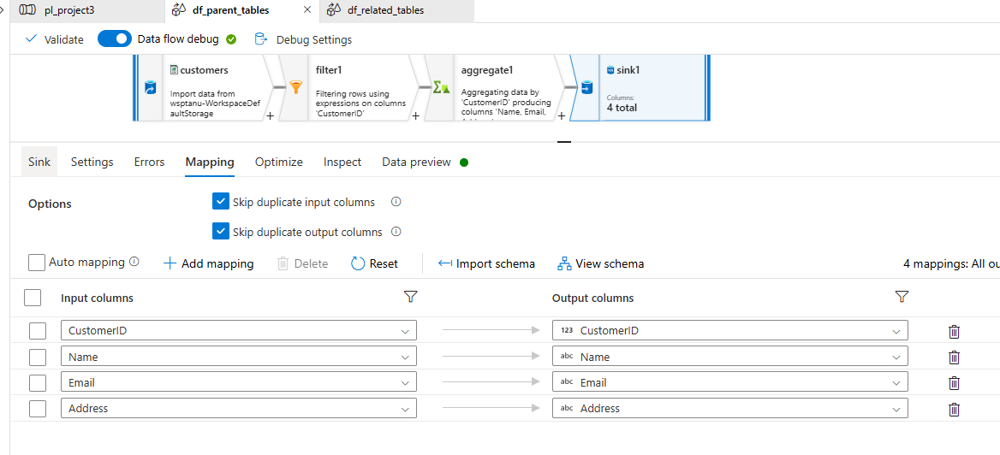 pl_project3
df_parent_tables
df_related_tables
Validate
Data flow debug
Debug Settings
customers
Import data from
wsptanu-WorkspaceDef
aultStorage
filter1
Filtering rows using
expressions on columns
'CustomerID'
aggregate1
Aggregating data by
'CustomerID' producing
columns 'Name, Email,
sink1
Columns:
4 total
Sink
Settings
Errors
Mapping
Optimize
Inspect
Data preview
Options
Skip duplicate input columns
Skip duplicate output columns
Auto mapping
Add mapping
Delete
Reset
Import schema
View schema
4 mappings: All ou
Input columns
Output columns
CustomerID
123 CustomerID
Name
abc Name
Email
abc Email
Address
abc Address